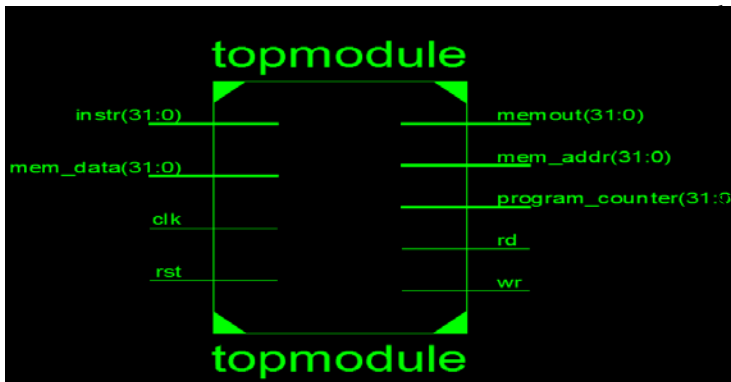 topmodule
instr(31:0)
mem_data(31:0)
clk
rst
memout(31:0)
mem_addr(31:0)
program_counter(31:0
rd
wr
topmodule